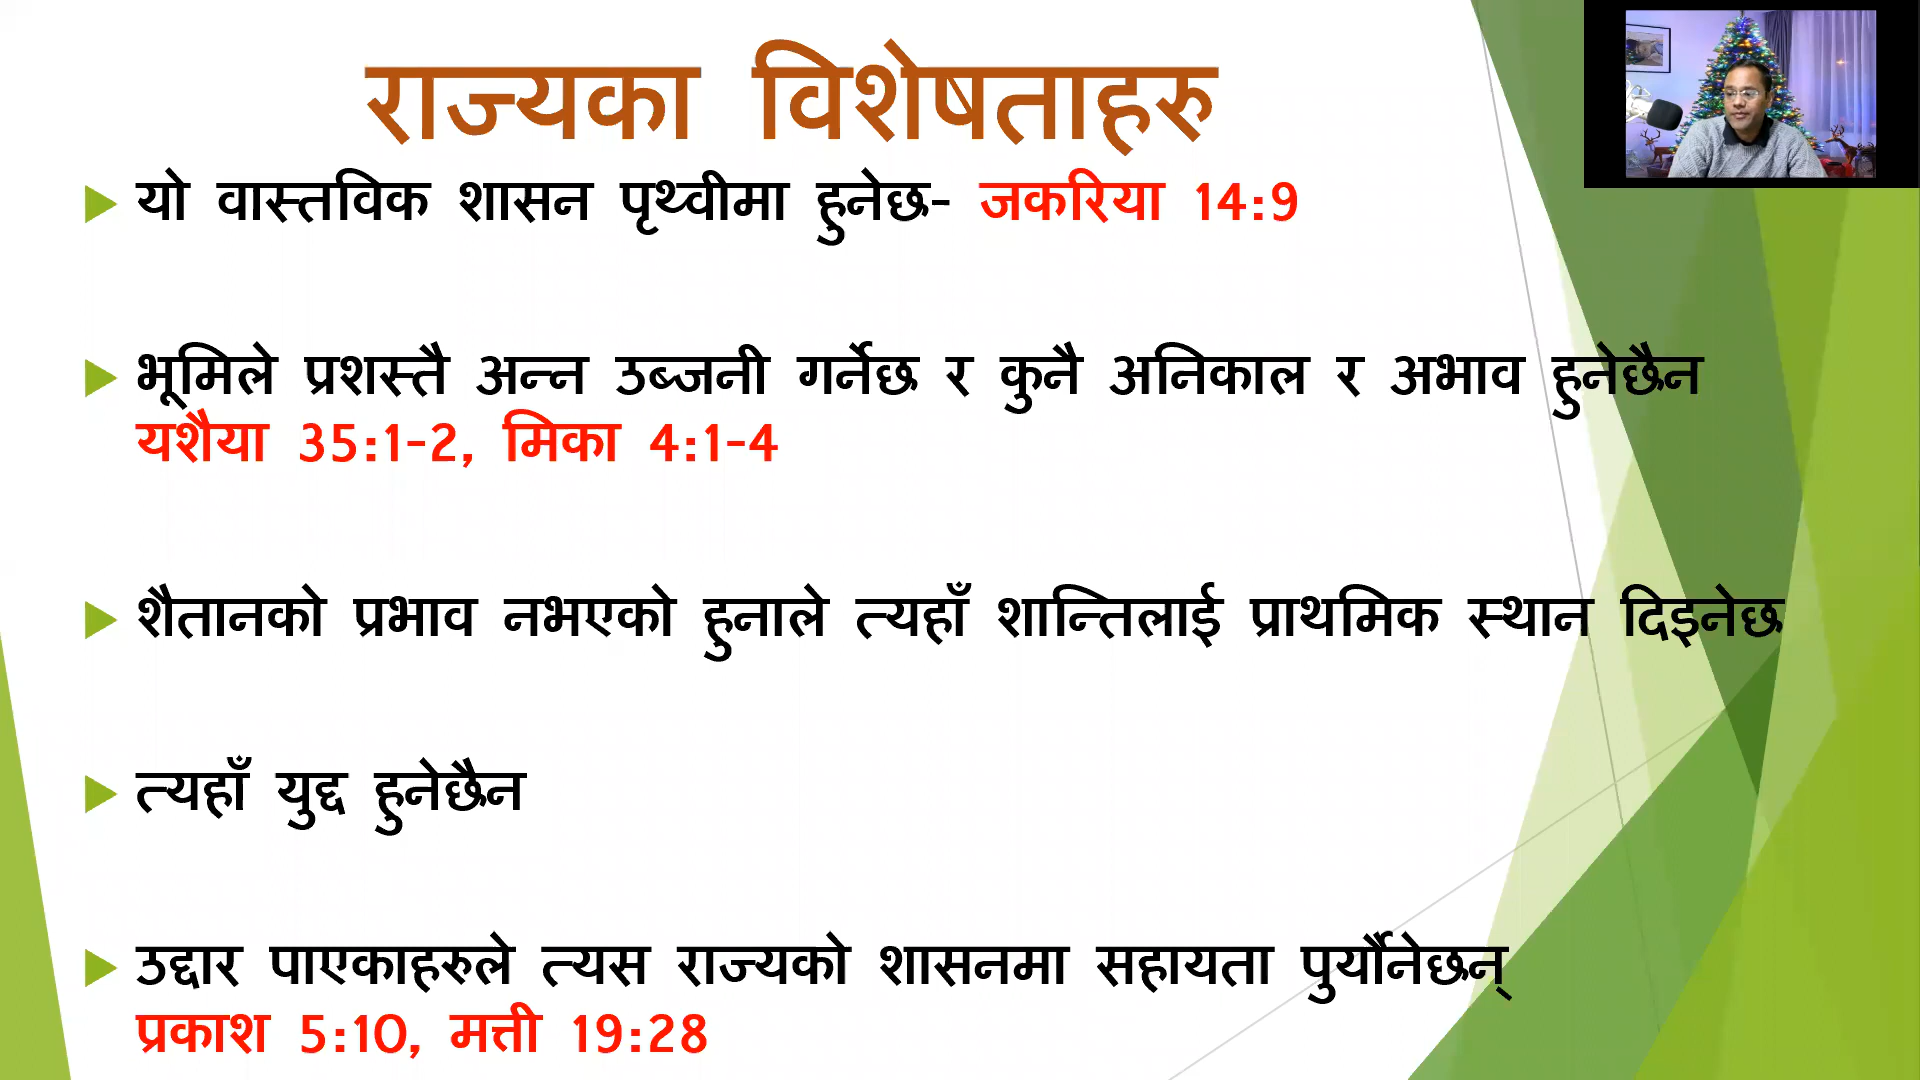 राज्यका विशेषताहरु
यो वास्तविक शासन पृथ्वीमा हुनेछ- जकरिया 14:9
भूमिले प्रशस्तै अन्न उब्जनी गर्नेछ र कुनै अनिकाल र अभाव हुनेछैन
यशैया 35:1-2, मिका 4:1-4
शैतानको प्रभाव नभएको हुनाले त्यहाँ शान्तिलाई प्राथमिक स्थान दिइनेछ
त्यहाँ युद्द हुनेछैन
उद्दार पाएकाहरुले त्यस राज्यको शासनमा सहायता पुर्यौनेछन्
प्रकाश 5:10, मत्ती 19:28